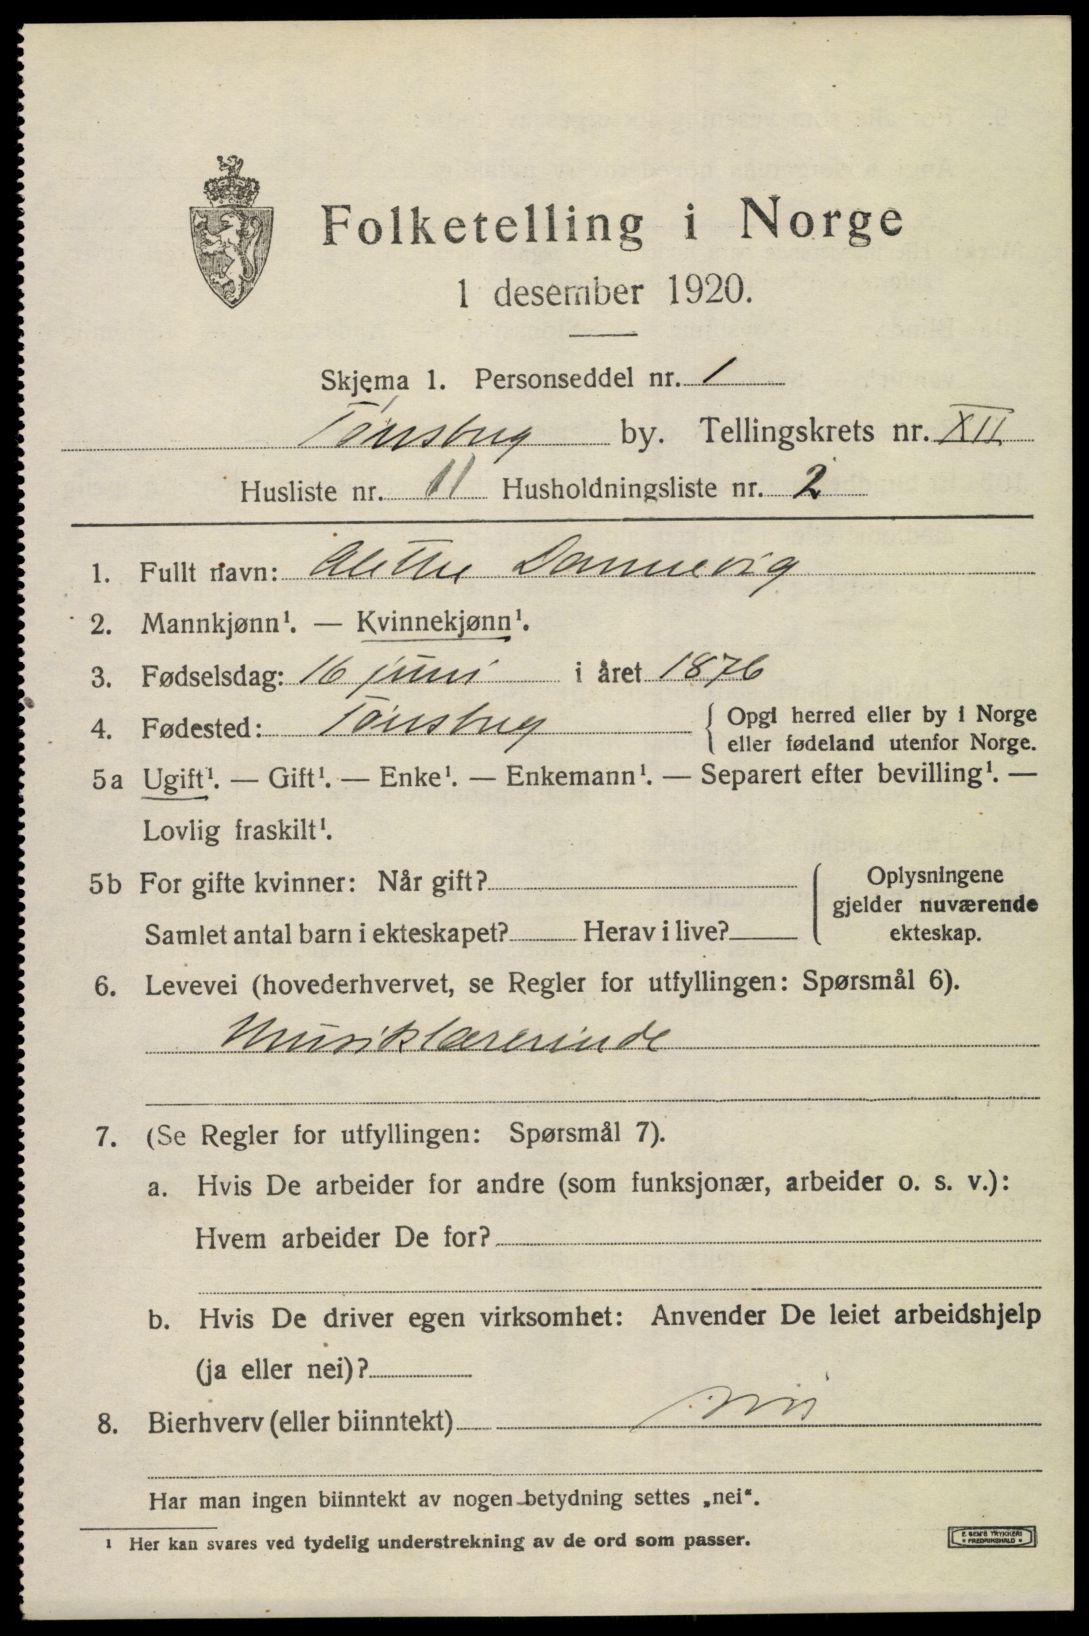 Folketelling i Norge
1 desember 1920.
Skjema 1. Personseddel nr. 1
Tønsberg by. Tellingskrets nr. XII
Husliste nr. 11 Husholdningsliste nr. 2
1. Fullt navn: Alethe Dannevig
2. Mannkjønn¹. — Kvinnekjønn¹.
3. Fødselsdag: 16 juni i året 1876
4. Fødested: Tønsberg { Opgi herred eller by i Norge
eller fødeland utenfor Norge.
5a Ugift¹. — Gift¹. — Enke¹. — Enkemann¹. — Separert efter bevilling¹. —
Lovlig fraskilt¹.
5b For gifte kvinner: Når gift? { Oplysningene
gjelder nuværende
Samlet antal barn i ekteskapet? Herav i live? ekteskap.
6. Levevei (hovederhvervet, se Regler for utfyllingen: Spørsmål 6).
Musiklærerinde
7. (Se Regler for utfyllingen: Spørsmål 7).
a. Hvis De arbeider for andre (som funksjonær, arbeider o. s. v.):
Hvem arbeider De for?
b. Hvis De driver egen virksomhet: Anvender De leiet arbeidshjelp
(ja eller nei)?
8. Bierhverv (eller biinntekt) nei
Har man ingen biinntekt av nogen betydning settes „nei“.
¹ Her kan svares ved tydelig understrekning av de ord som passer.
E. SEM'S TRYKKERI
FREDRIKSHALD